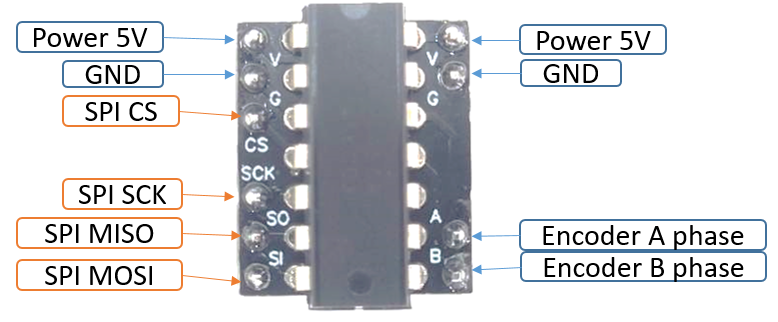 Power 5V
GND
SPI CS
SPI SCK
SPI MISO
SPI MOSI
V
G
CS
SCK
SO
SI
V
G
A
B
Power 5V
GND
Encoder A phase
Encoder B phase